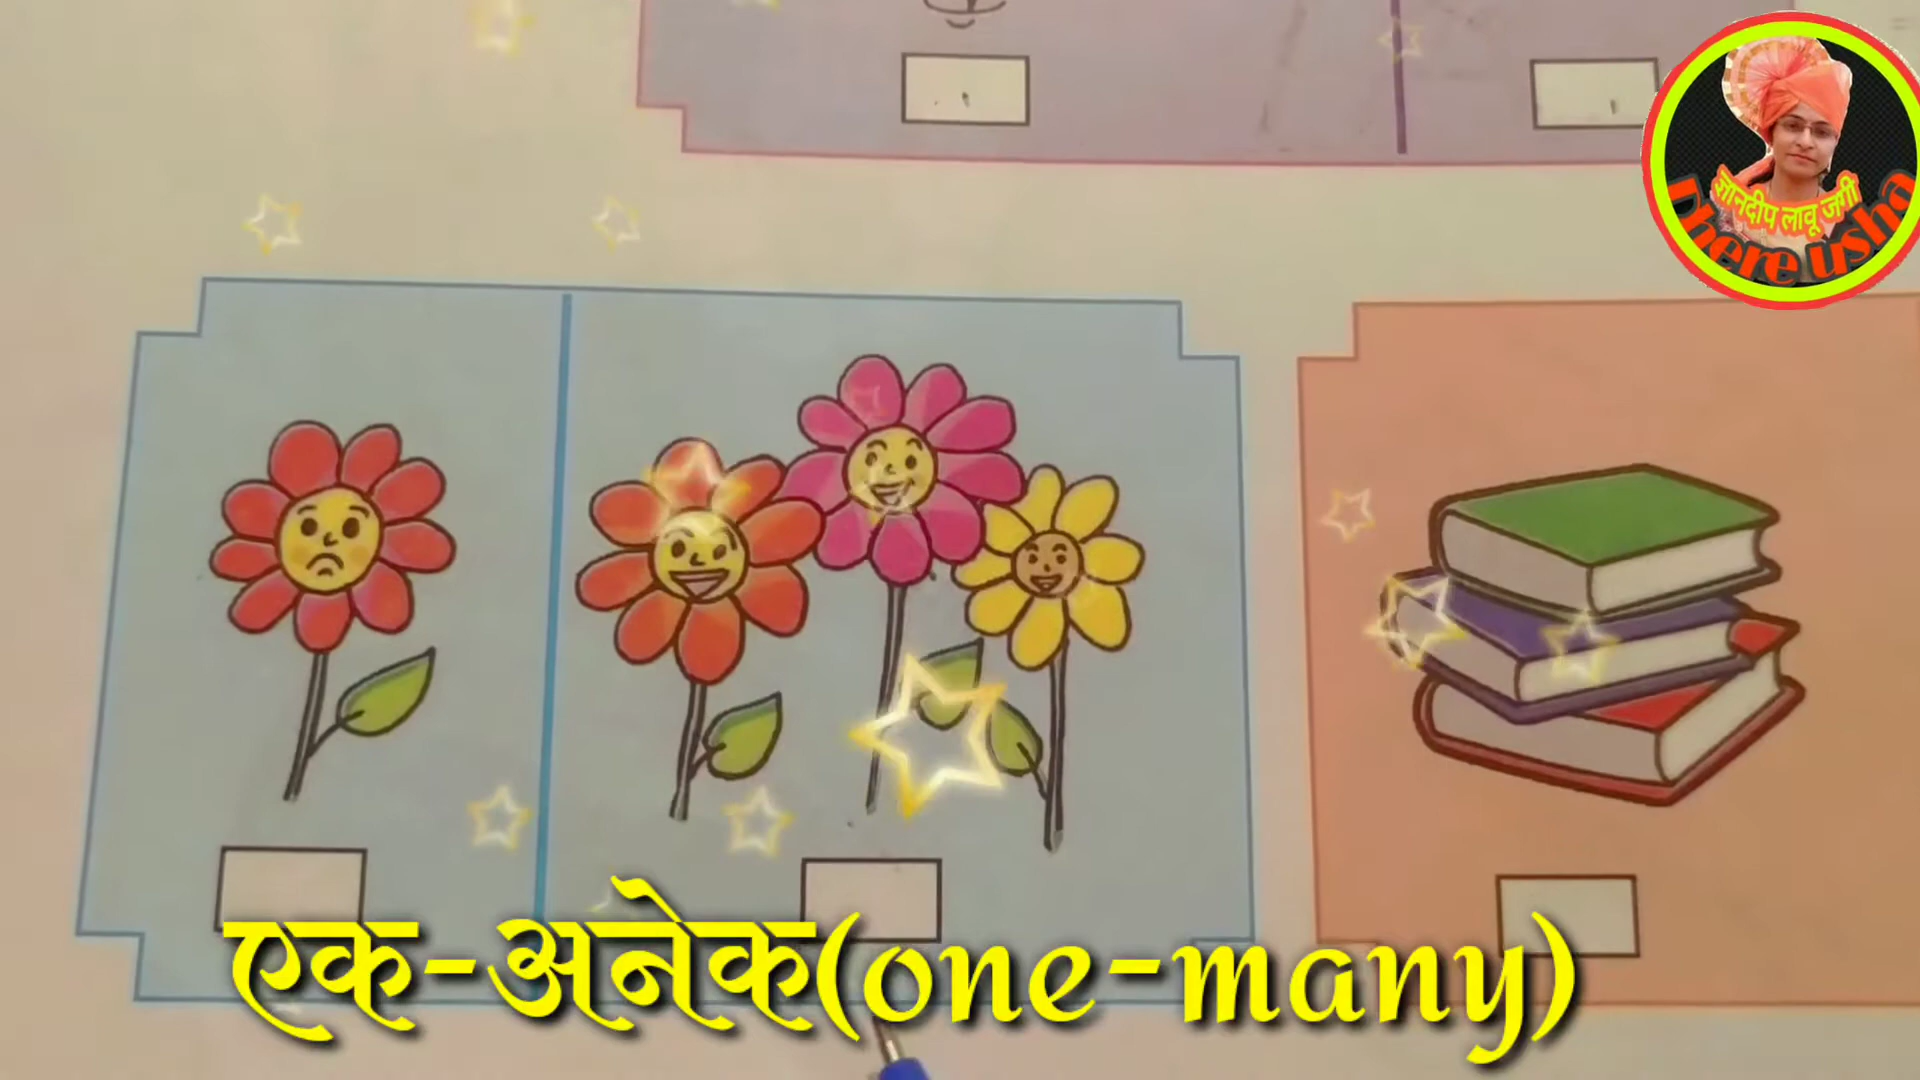 ज्ञानदीप लावू जगी
Dhere usha
एक-अनेक(one-many)